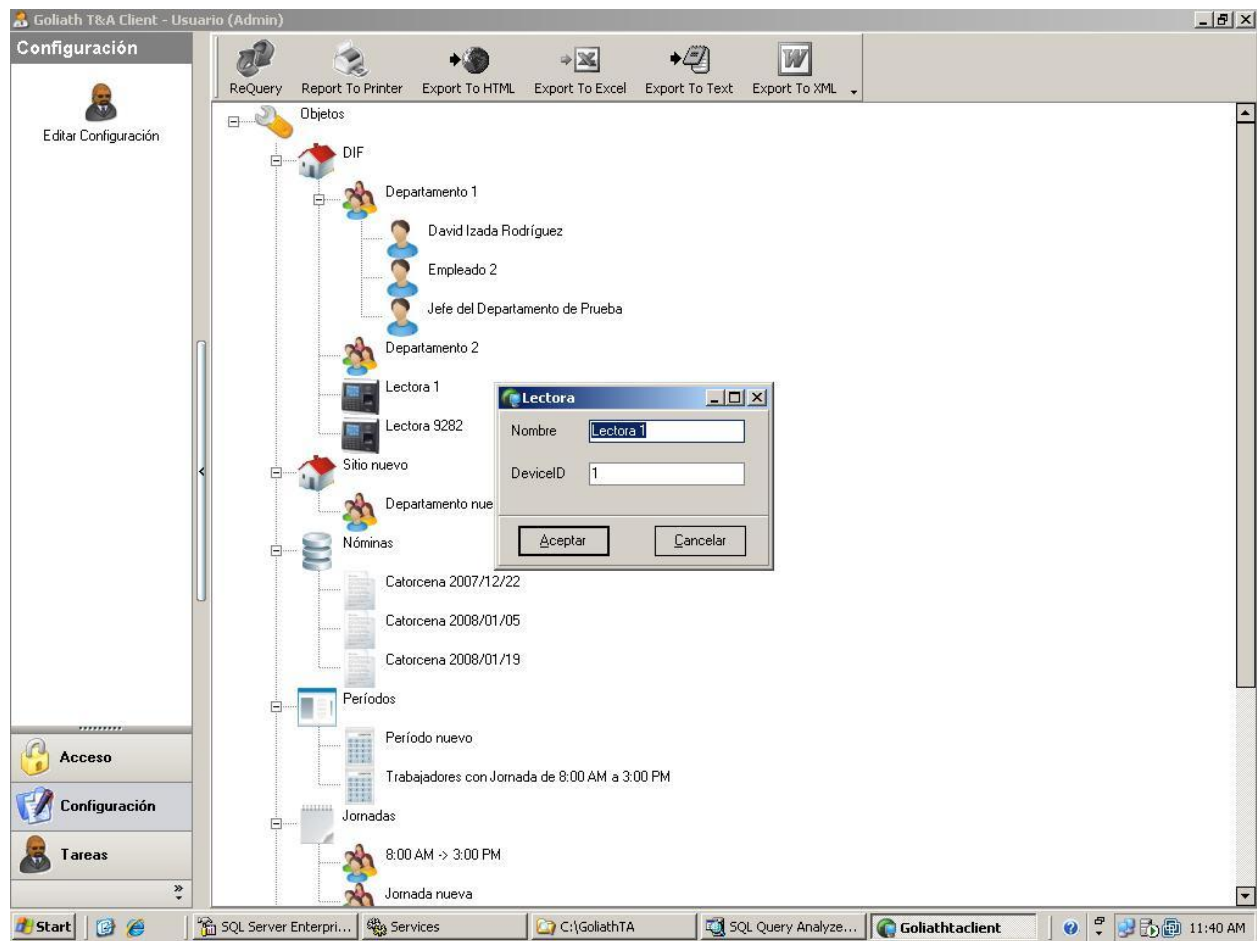 Goliath T&A Client - Usuario (Admin)
Configuración
Editar Configuración
ReQuery
Report To Printer
Export To HTML
Export To Excel
Export To Text
Export To XML
Objetos
DIF
Departamento 1
David Izada Rodríguez
Empleado 2
Jefe del Departamento de Prueba
Departamento 2
Lectora 1
Lectora 9282
Sitio nuevo
Departamento nue
Nóminas
Catorcena 2007/12/22
Catorcena 2008/01/05
Catorcena 2008/01/19
Períodos
Período nuevo
Trabajadores con Jornada de 8:00 AM a 3:00 PM
Jornadas
8:00 AM -> 3:00 PM
Jornada nueva
Lectora
Nombre
Lectora 1
DeviceID
1
Aceptar
Cancelar
Acceso
Configuración
Tareas
Start
SQL Server Enterpri...
Services
C:\GoliathTA
SQL Query Analyze...
Goliathtaclient
11:40 AM